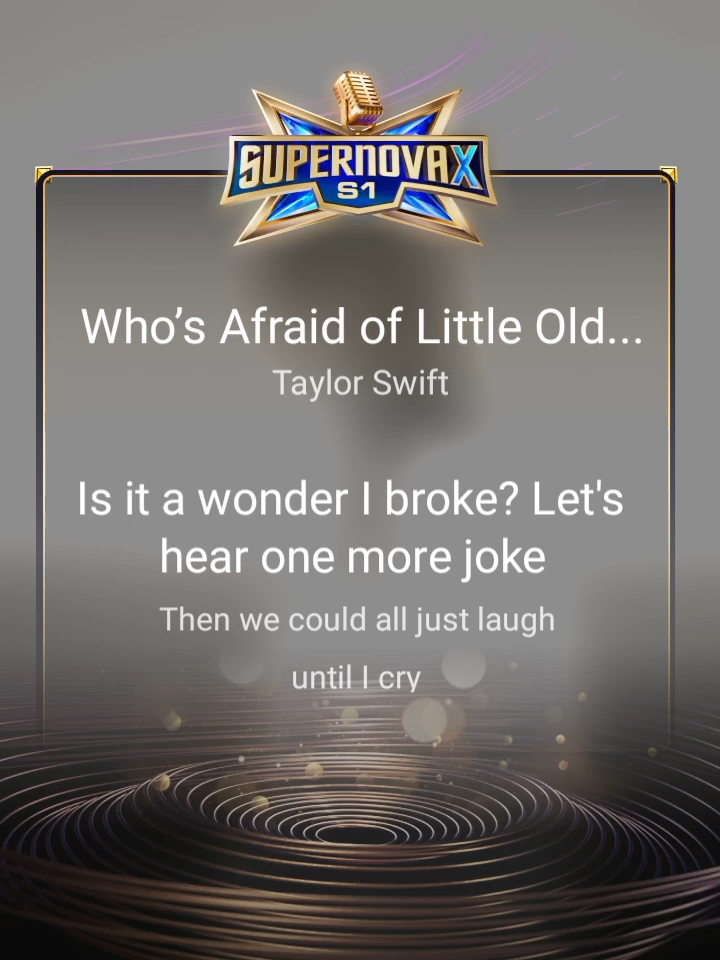 SUPERNOVA X
S1
Who’s Afraid of Little Old...
Taylor Swift
Is it a wonder I broke? Let's
hear one more joke
Then we could all just laugh
until I cry